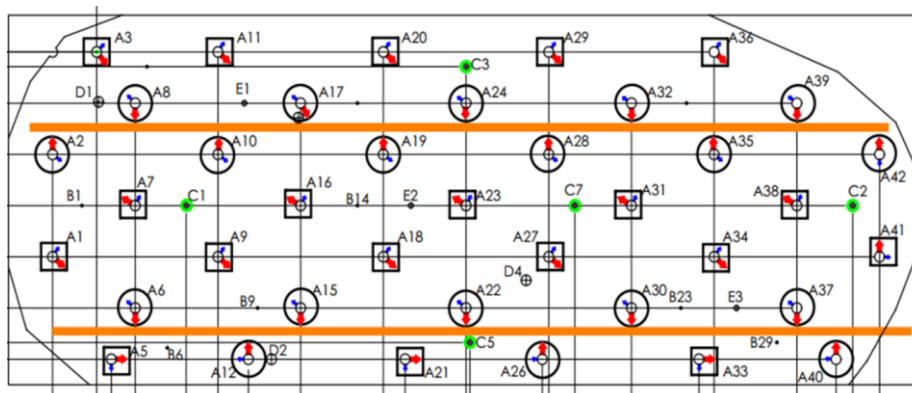 A3 A11 A20 A29 A36
C3
D1 A8 E1 A17 A24 A32 A39
A2 A10 A19 A28 A35 A42
B1 A7 C1 A16 B14 E2 A23 C7 A31 A38 C2
A1 A9 A18 A27 A34 A41
D4
A6 B9 A15 A22 A30 B23 E3 A37
A5 B6 A12 D2 A21 C5 A26 A33 B29 A40